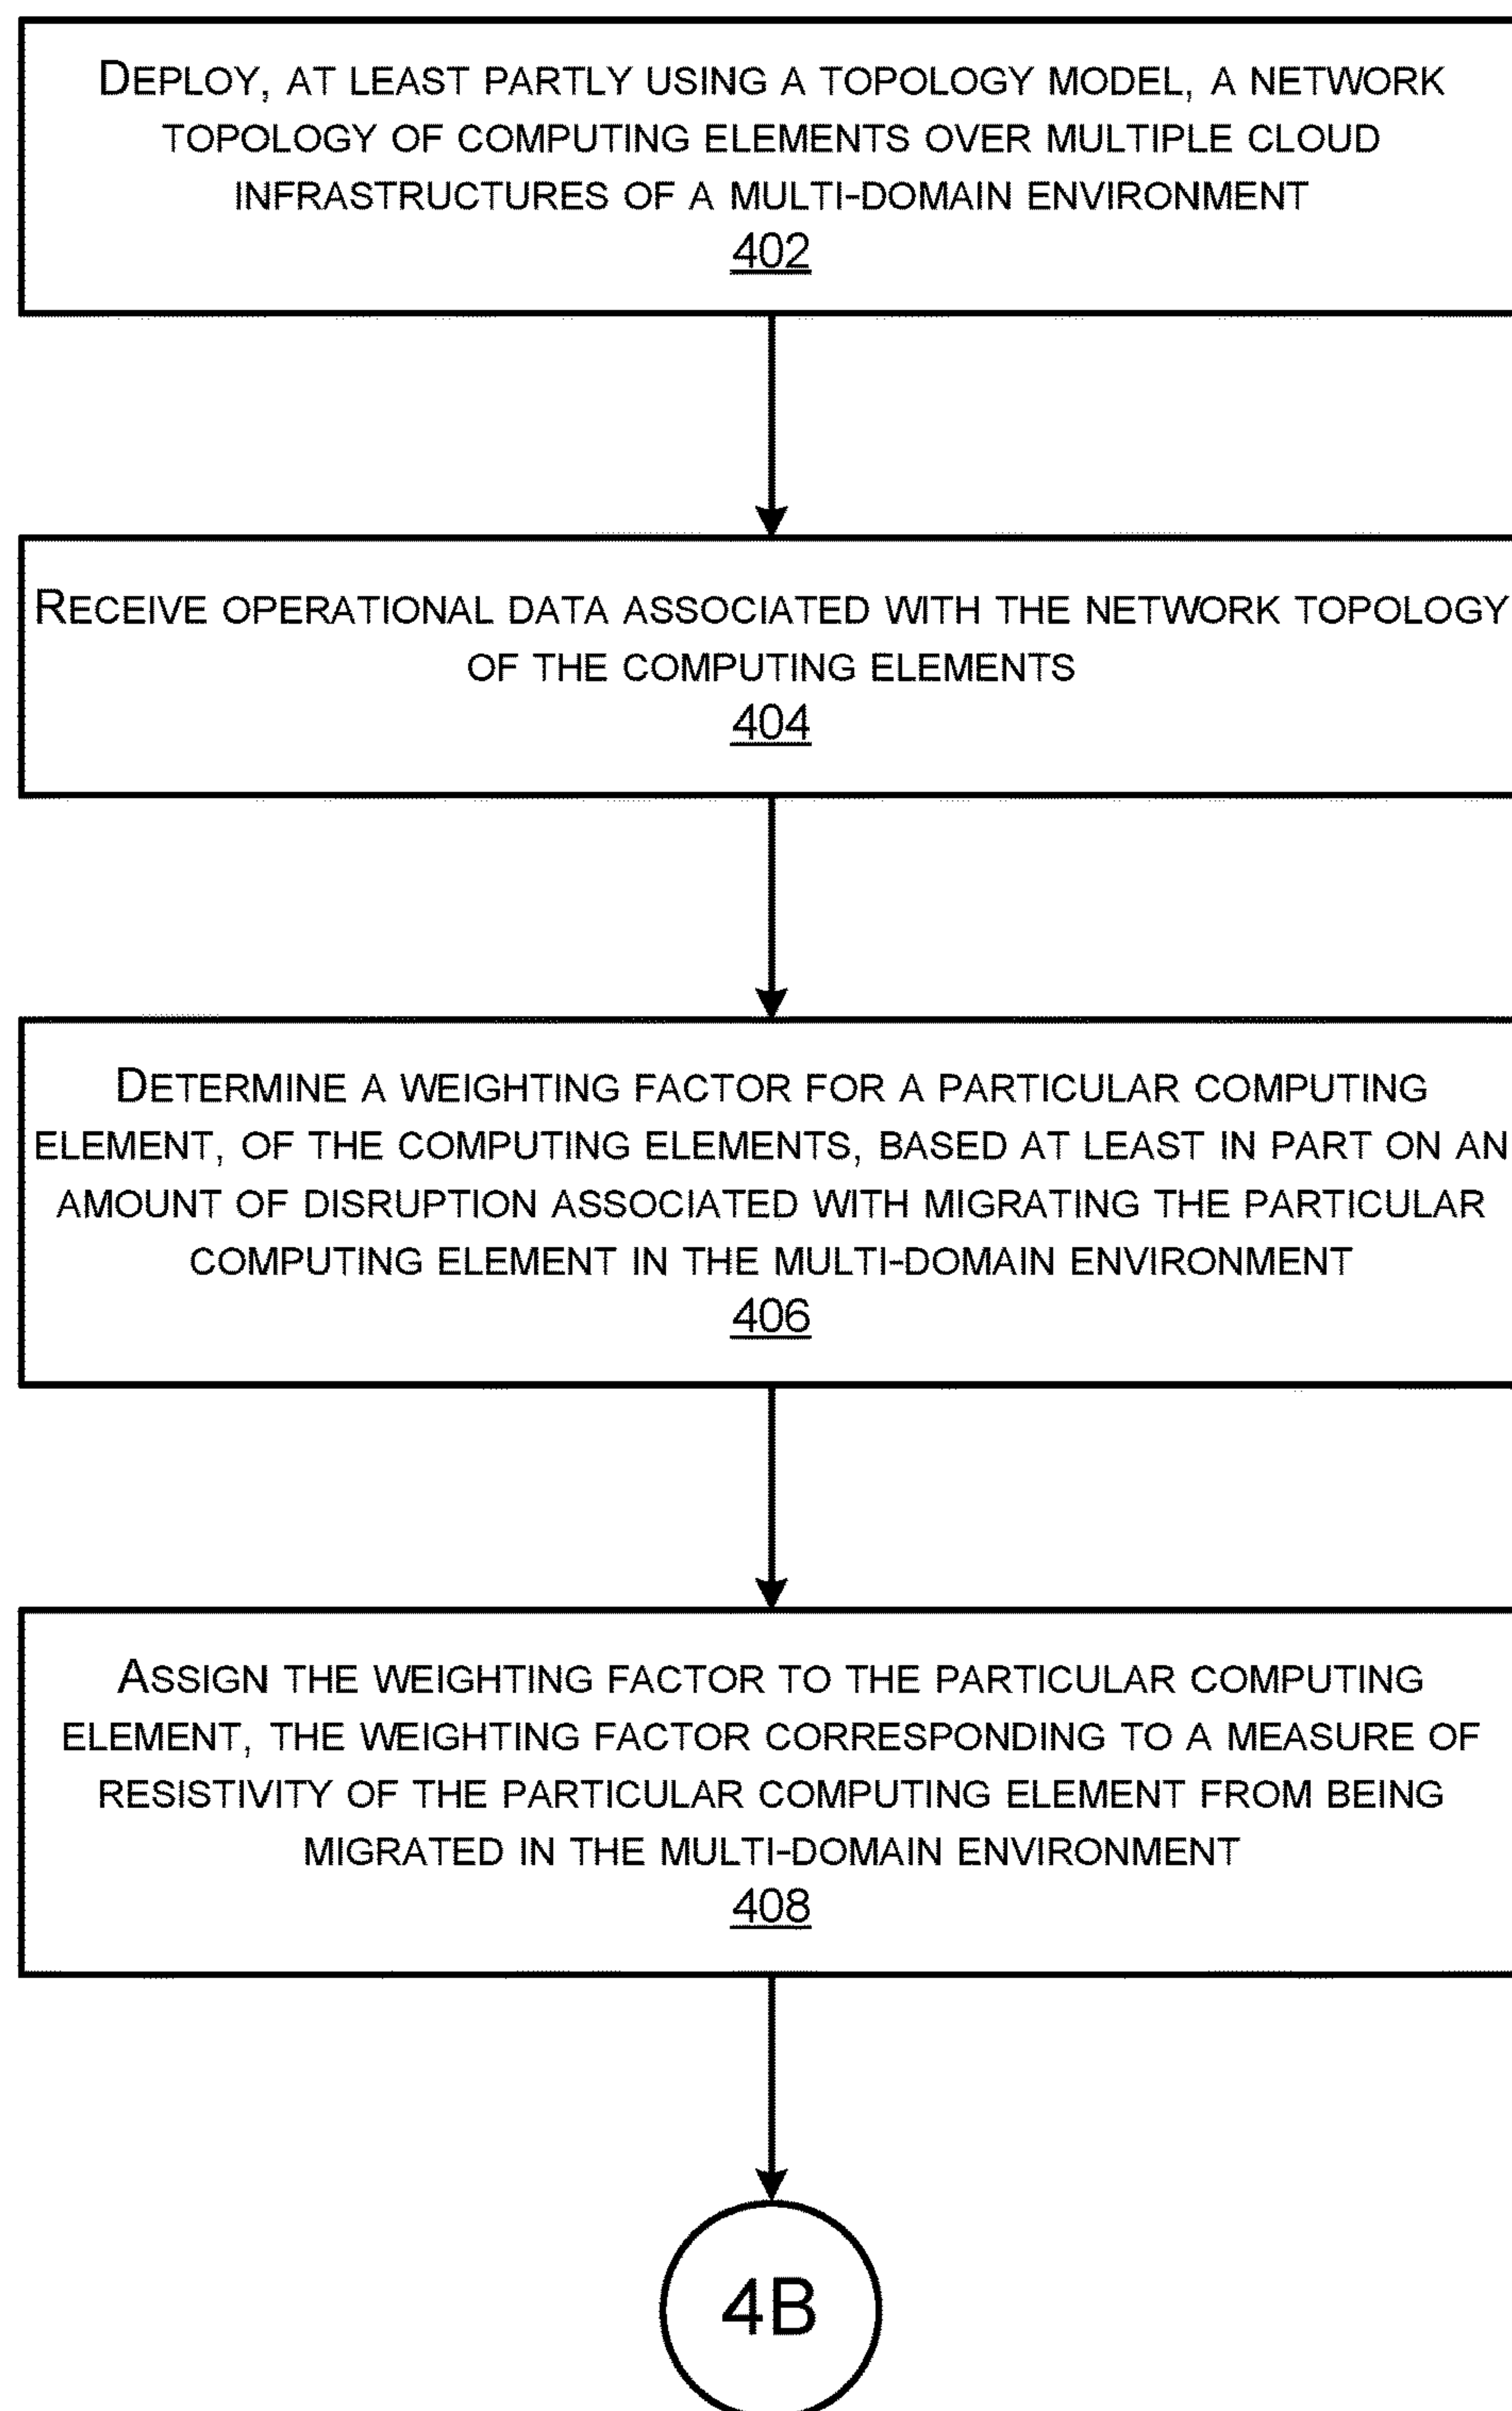 DEPLOY, AT LEAST PARTLY USING A TOPOLOGY MODEL, A NETWORK
TOPOLOGY OF COMPUTING ELEMENTS OVER MULTIPLE CLOUD
INFRASTRUCTURES OF A MULTI-DOMAIN ENVIRONMENT
402
RECEIVE OPERATIONAL DATA ASSOCIATED WITH THE NETWORK TOPOLOGY
OF THE COMPUTING ELEMENTS
404
DETERMINE A WEIGHTING FACTOR FOR A PARTICULAR COMPUTING
ELEMENT, OF THE COMPUTING ELEMENTS, BASED AT LEAST IN PART ON AN
AMOUNT OF DISRUPTION ASSOCIATED WITH MIGRATING THE PARTICULAR
COMPUTING ELEMENT IN THE MULTI-DOMAIN ENVIRONMENT
406
ASSIGN THE WEIGHTING FACTOR TO THE PARTICULAR COMPUTING
ELEMENT, THE WEIGHTING FACTOR CORRESPONDING TO A MEASURE OF
RESISTIVITY OF THE PARTICULAR COMPUTING ELEMENT FROM BEING
MIGRATED IN THE MULTI-DOMAIN ENVIRONMENT
408
4B